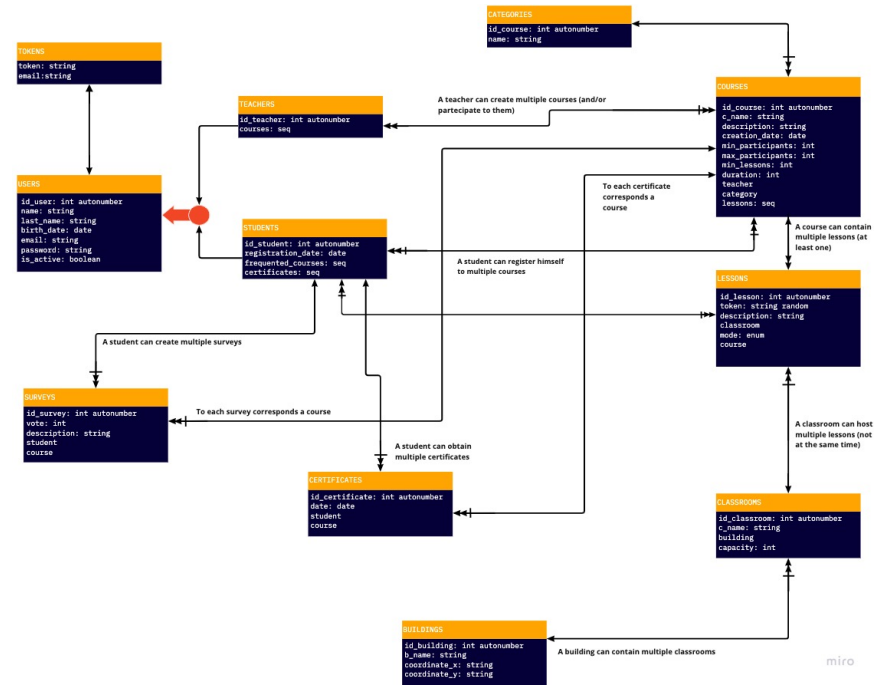 CATEGORIES
id_course: int autonumber
name: string
TOKENS
token: string
email:string
COURSES
id_course: int autonumber
c_name: string
description: string
creation_date: date
min_participants: int
max_participants: int
min_lessons: int
duration: int
teacher
category
lessons: seq
A teacher can create multiple courses (and/or
partecipate to them)
TEACHERS
id_teacher: int autonumber
courses: seq
USERS
id_user: int autonumber
name: string
last_name: string
birth_date: date
email: string
password: string
is_active: boolean
To each certificate
corresponds a
course
STUDENTS
id_student: int autonumber
registration_date: date
frequented_courses: seq
certificates: seq
A course can contain
multiple lessons (at
least one)
A student can register himself
to multiple courses
LESSONS
id_lesson: int autonumber
token: string random
description: string
classroom
mode: enum
course
A student can create multiple surveys
SURVEYS
id_survey: int autonumber
vote: int
description: string
student
course
To each survey corresponds a course
A classroom can host
multiple lessons (not
at the same time)
A student can obtain
multiple certificates
CERTIFICATES
id_certificate: int autonumber
date: date
student
course
CLASSROOMS
id_classroom: int autonumber
c_name: string
building
capacity: int
BUILDINGS
id_building: int autonumber
b_name: string
coordinate_x: string
coordinate_y: string
A building can contain multiple classrooms
miro